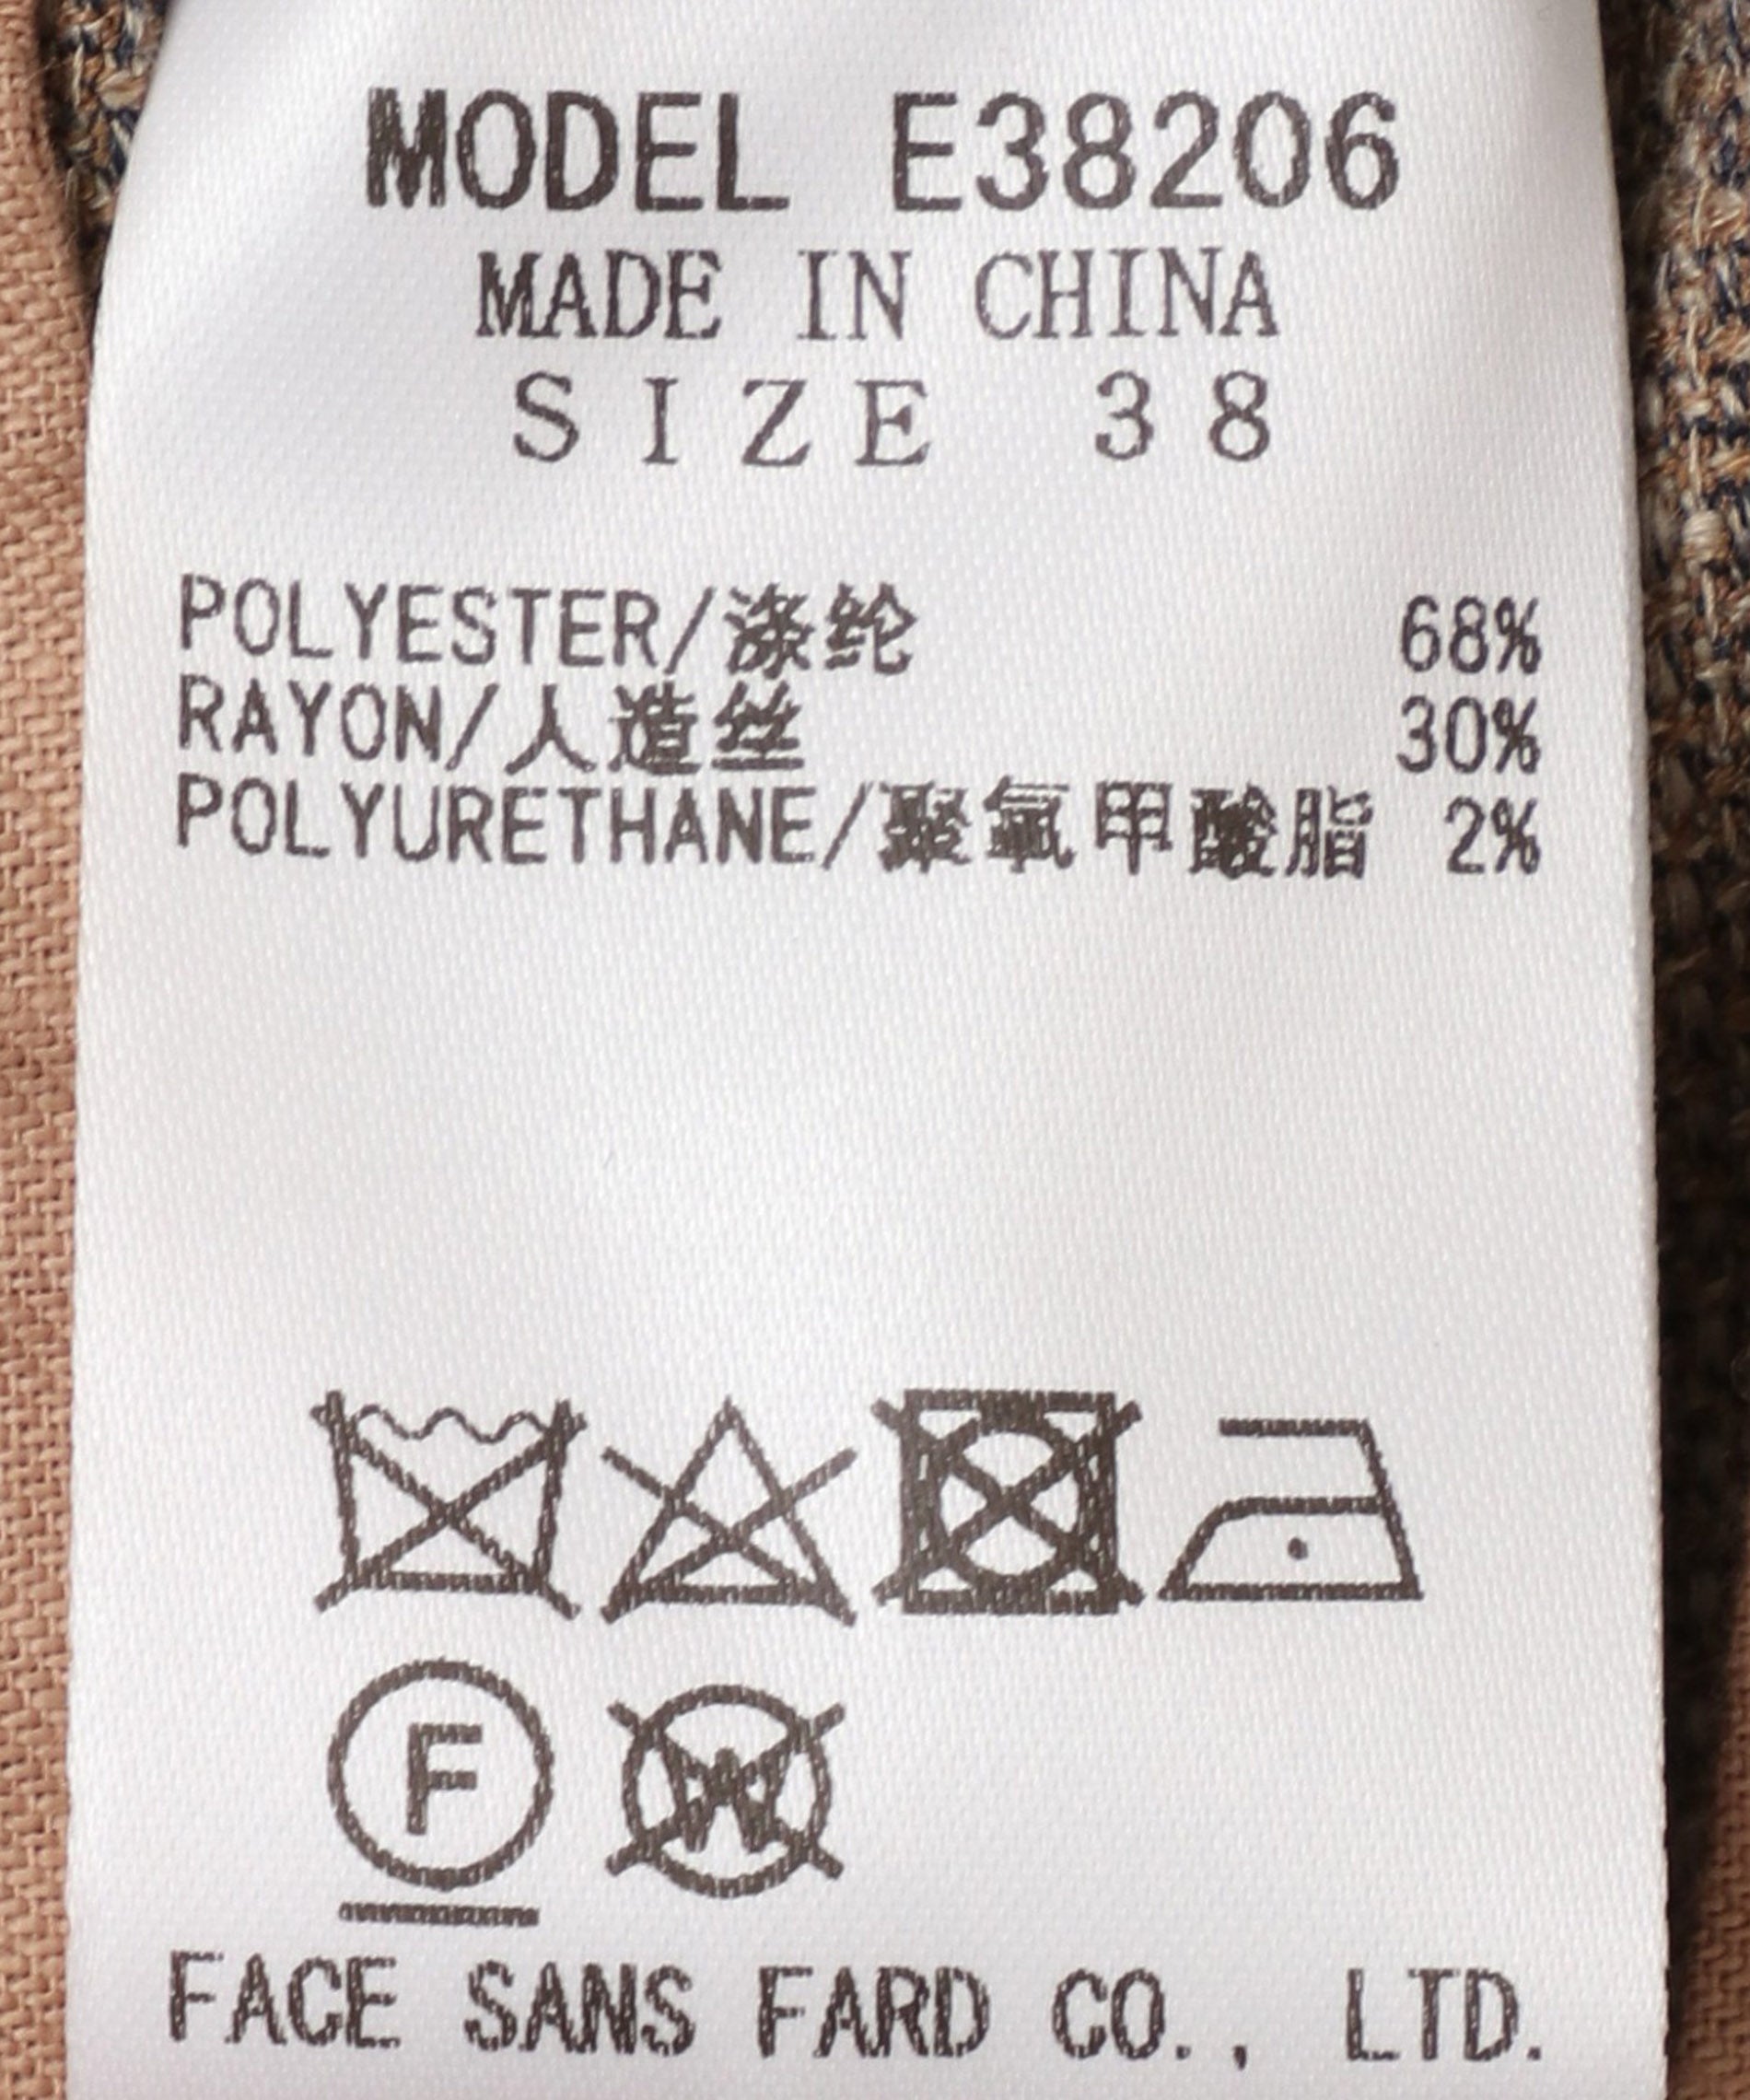 MODEL E38206
MADE IN CHINA
SIZE 38
POLYESTER/涤纶 68%
RAYON/人造丝 30%
POLYURETHANE/聚氨甲酸脂 2%
F
W
FACE SANS FARD CO., LTD.